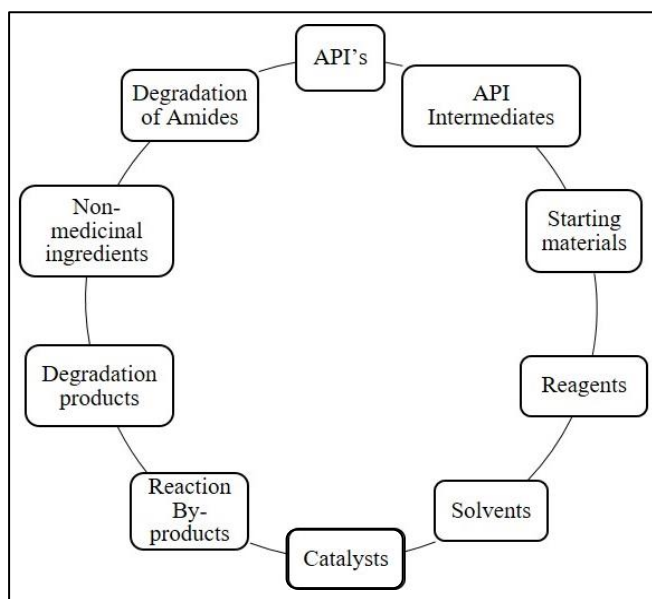 API's
API
Intermediates
Starting
materials
Reagents
Solvents
Catalysts
Reaction
By-
products
Degradation
products
Non-
medicinal
ingredients
Degradation
of Amides